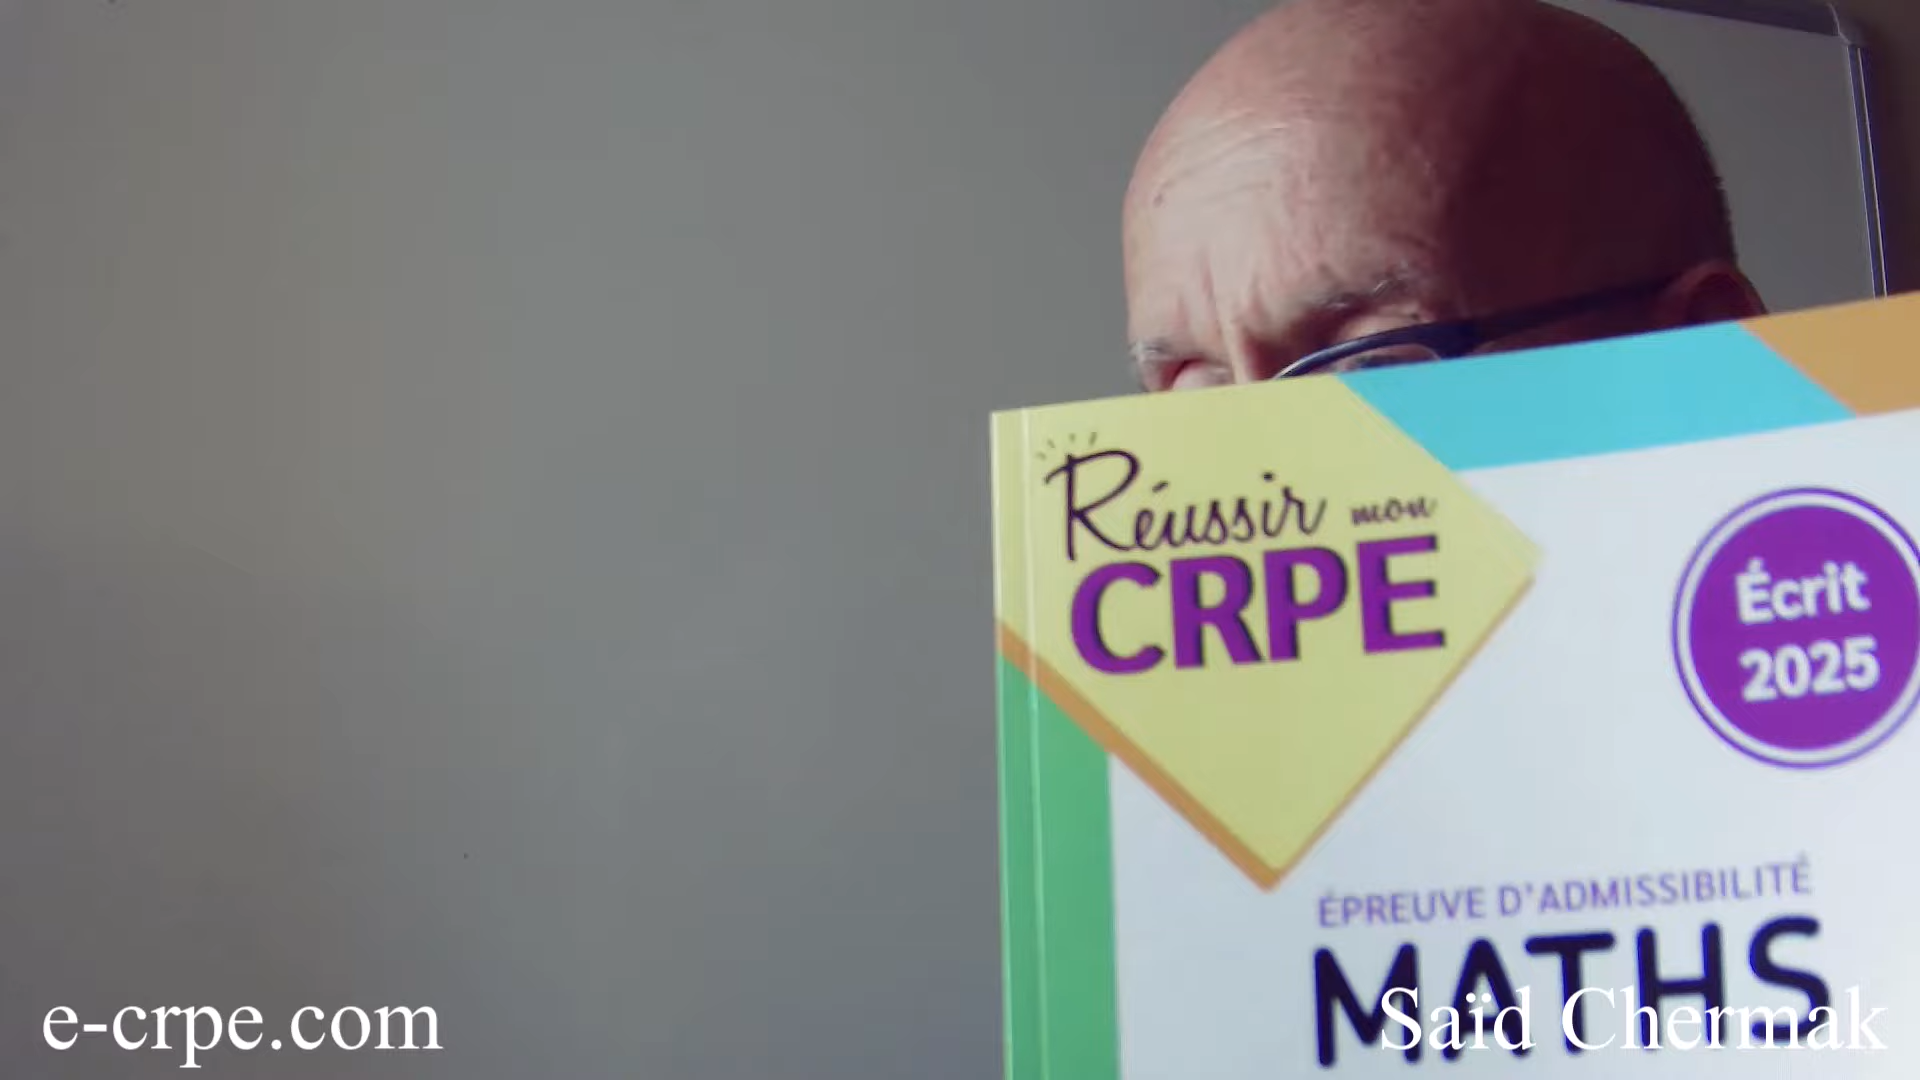 Réussir mon
CRPE
Écrit
2025
ÉPREUVE D'ADMISSIBILITÉ
MATHS
e-crpe.com
Saïd Chermak